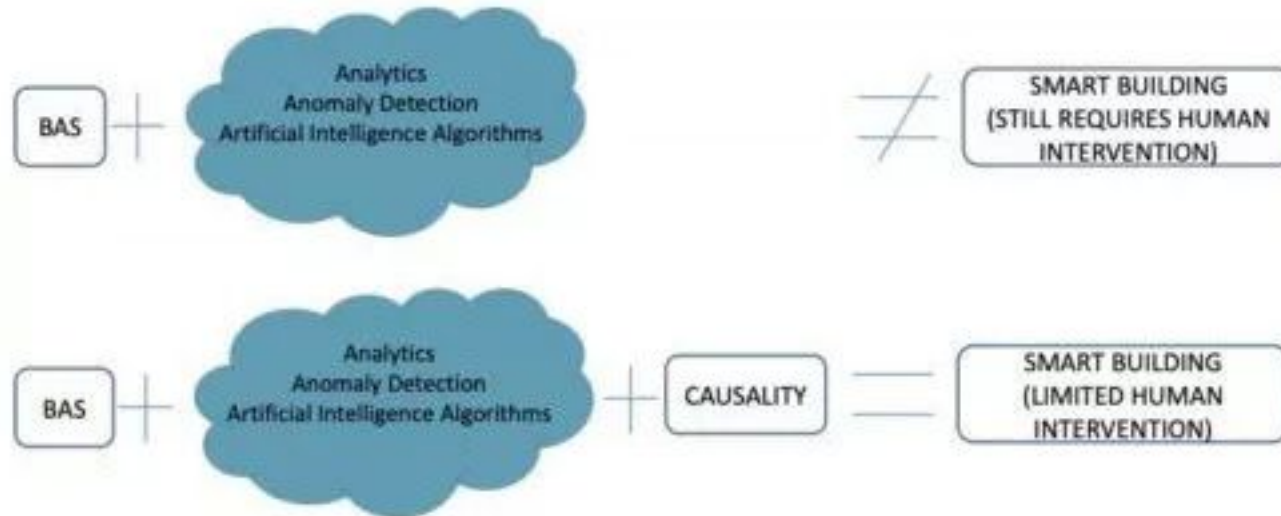 BAS
+
Analytics
Anomaly Detection
Artificial Intelligence Algorithms
≠
SMART BUILDING
(STILL REQUIRES HUMAN
INTERVENTION)
BAS
+
Analytics
Anomaly Detection
Artificial Intelligence Algorithms
+
CAUSALITY
=
SMART BUILDING
(LIMITED HUMAN
INTERVENTION)